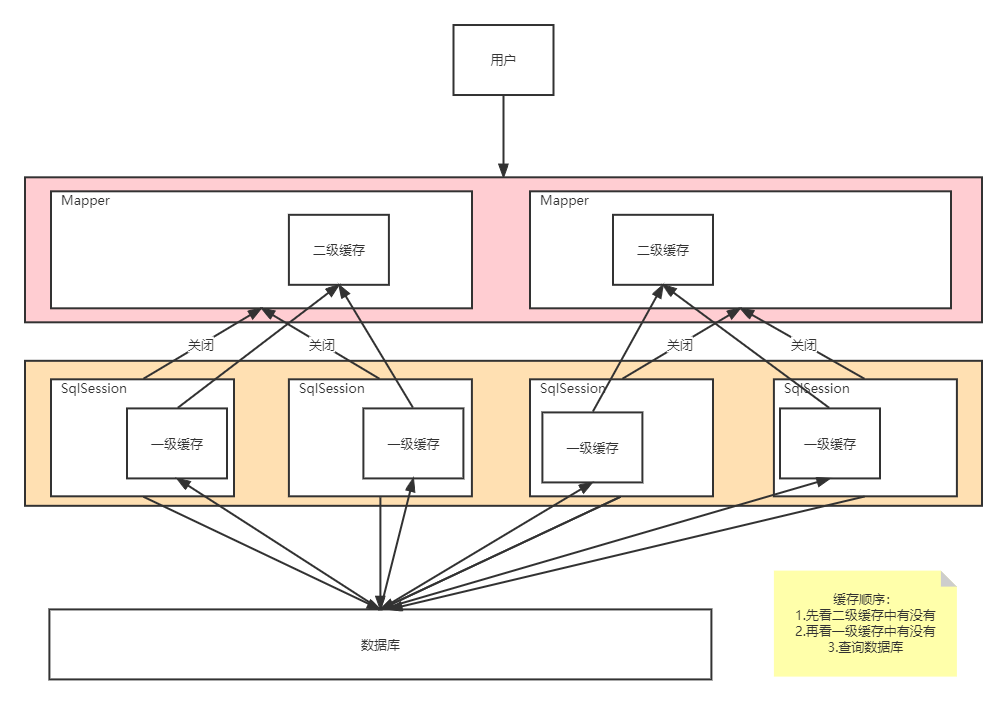 用户
Mapper
Mapper
二级缓存
二级缓存
关闭
关闭
关闭
关闭
SqlSession
SqlSession
SqlSession
SqlSession
一级缓存
一级缓存
一级缓存
一级缓存
数据库
缓存顺序：
1.先看二级缓存中有没有
2.再看一级缓存中有没有
3.查询数据库